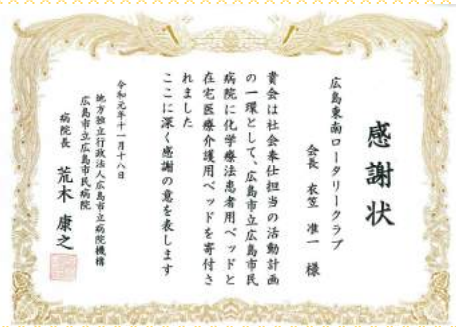 感謝状
広島東南ロータリークラブ
会長 衣笠 准一 様
貴会は社会奉仕担当の活動計画
の一環として、広島市立広島市民
病院に化学療法患者用ベッドと
在宅医療介護用ベッドを寄付さ
れました
ここに深く感謝の意を表します
令和元年十一月十八日
地方独立行政法人広島市立病院機構
広島市立広島市民病院
病院長 荒木 康之